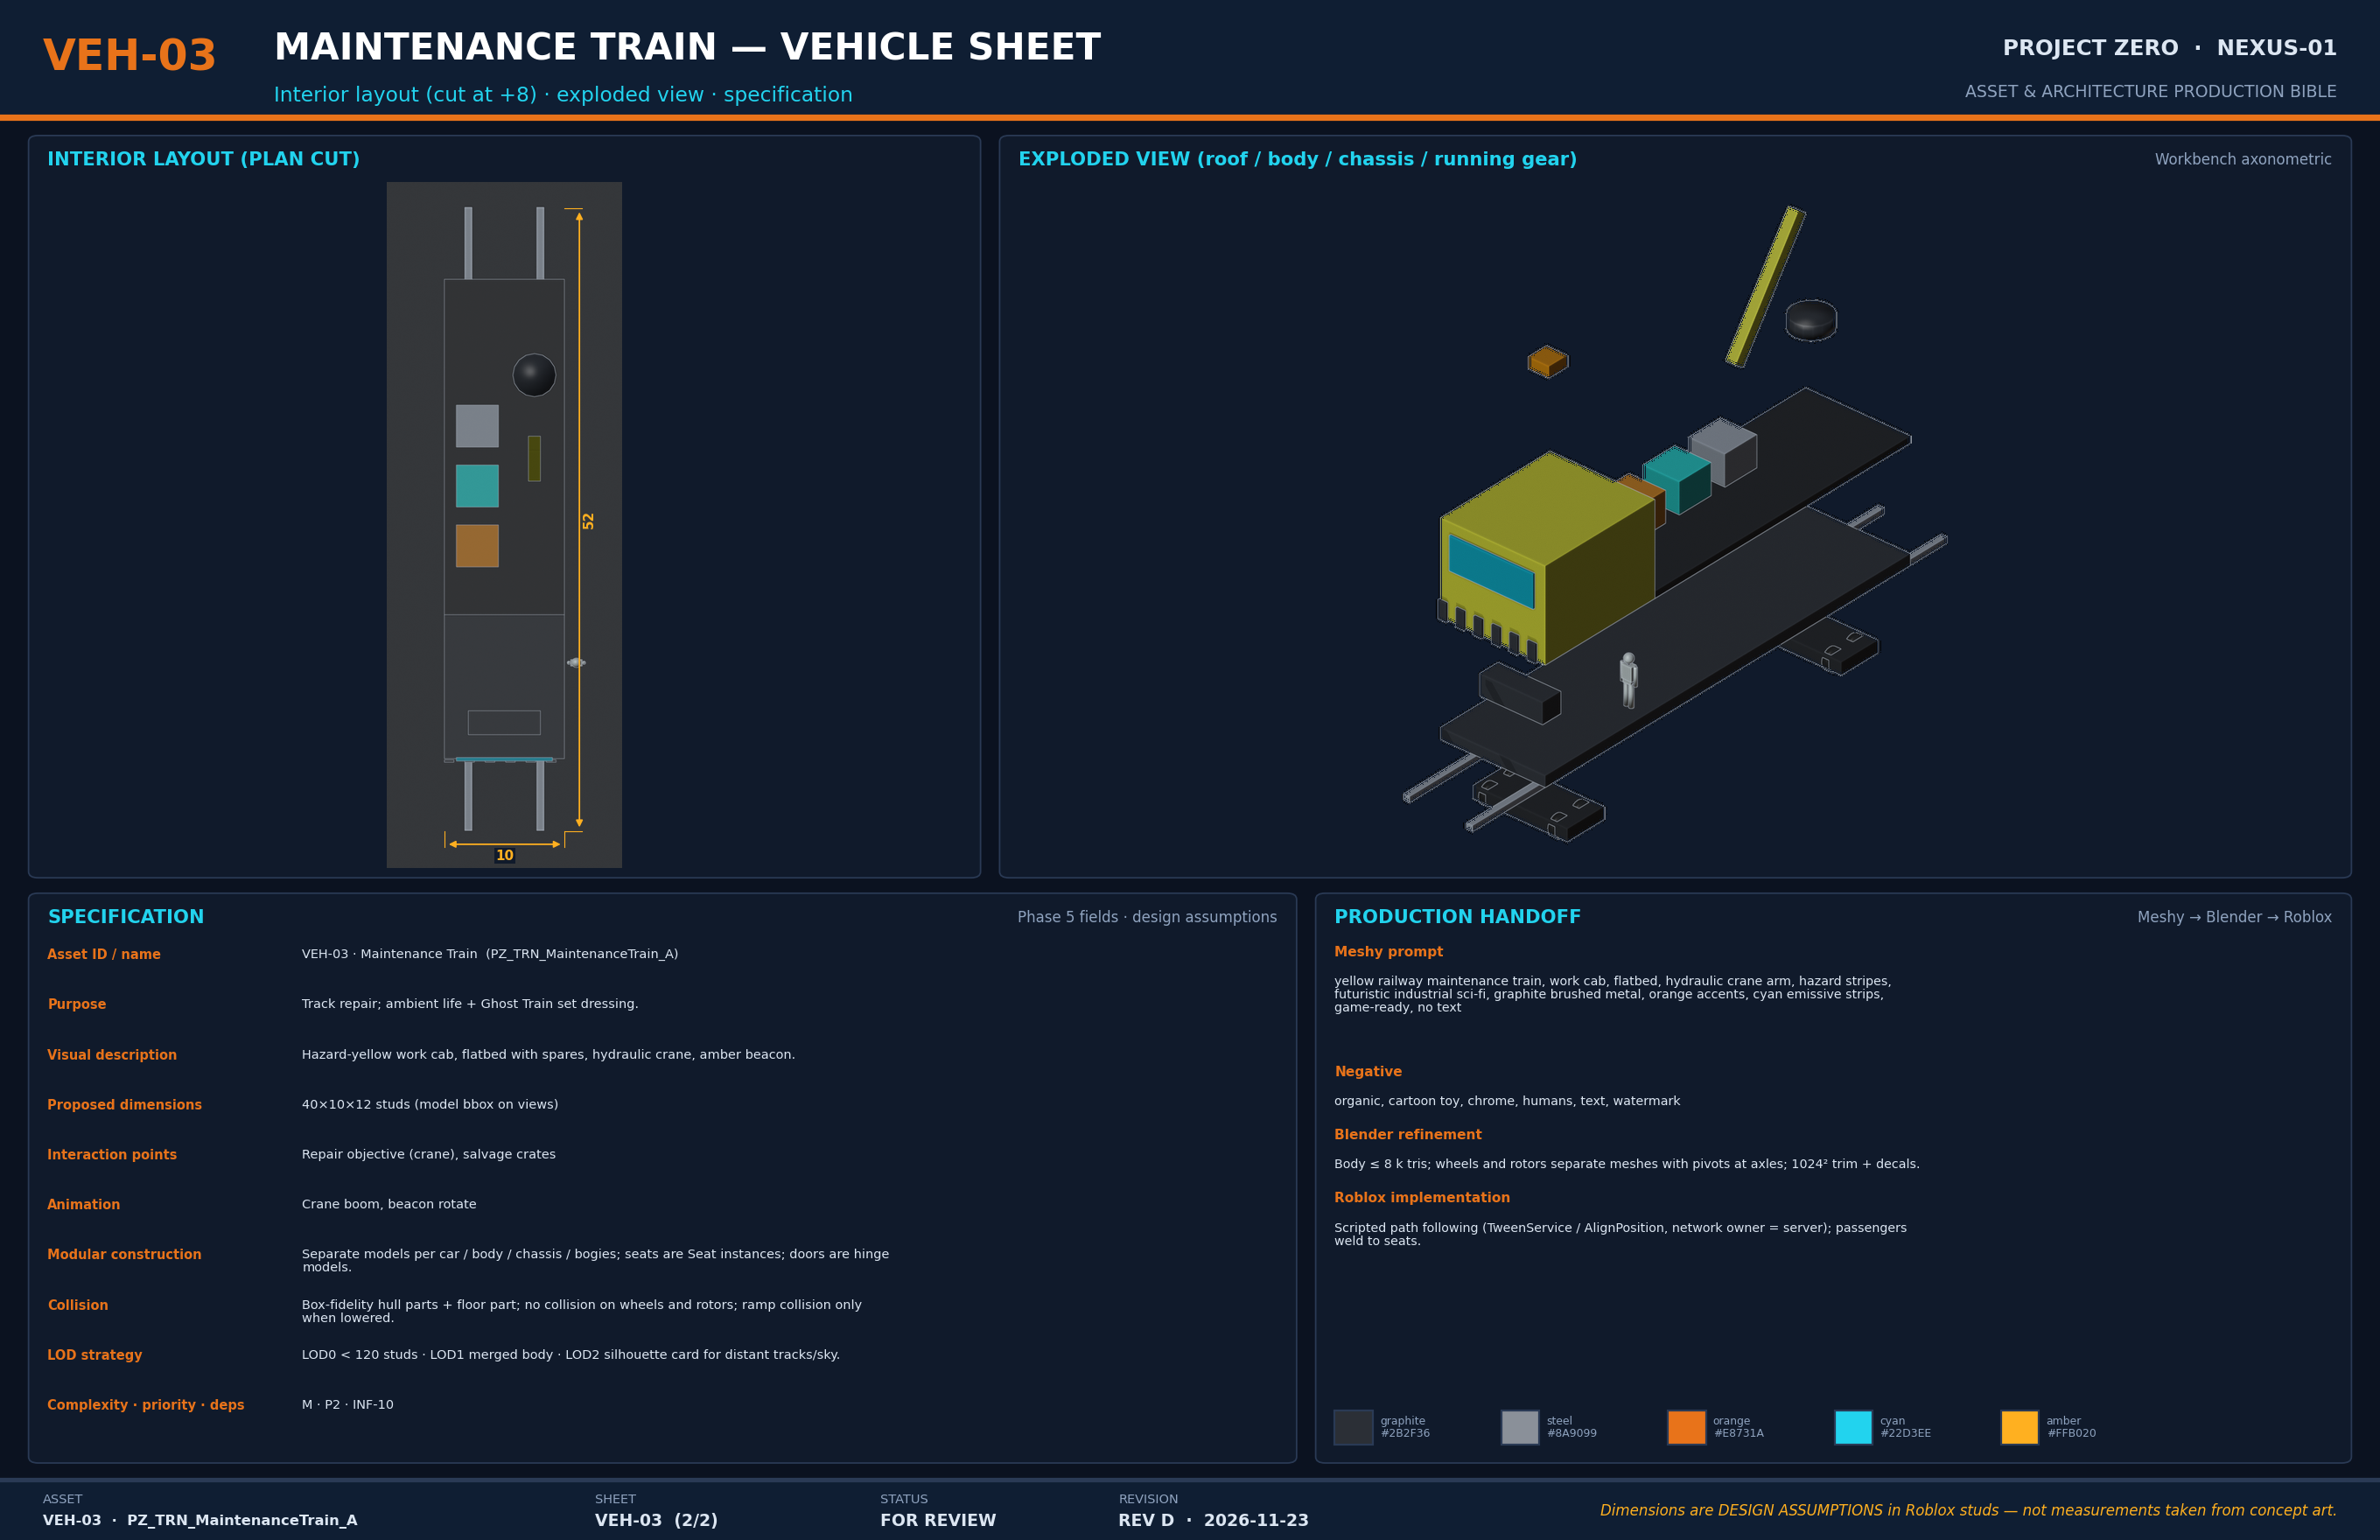 VEH-03
MAINTENANCE TRAIN — VEHICLE SHEET
Interior layout (cut at +8) · exploded view · specification
PROJECT ZERO · NEXUS-01
ASSET & ARCHITECTURE PRODUCTION BIBLE
INTERIOR LAYOUT (PLAN CUT)
52
10
EXPLODED VIEW (roof / body / chassis / running gear)
Workbench axonometric
SPECIFICATION
Phase 5 fields · design assumptions
Asset ID / name
VEH-03 · Maintenance Train (PZ_TRN_MaintenanceTrain_A)
Purpose
Track repair; ambient life + Ghost Train set dressing.
Visual description
Hazard-yellow work cab, flatbed with spares, hydraulic crane, amber beacon.
Proposed dimensions
40×10×12 studs (model bbox on views)
Interaction points
Repair objective (crane), salvage crates
Animation
Crane boom, beacon rotate
Modular construction
Separate models per car / body / chassis / bogies; seats are Seat instances; doors are hinge
models.
Collision
Box-fidelity hull parts + floor part; no collision on wheels and rotors; ramp collision only
when lowered.
LOD strategy
LOD0 < 120 studs · LOD1 merged body · LOD2 silhouette card for distant tracks/sky.
Complexity · priority · deps
M · P2 · INF-10
PRODUCTION HANDOFF
Meshy → Blender → Roblox
Meshy prompt
yellow railway maintenance train, work cab, flatbed, hydraulic crane arm, hazard stripes,
futuristic industrial sci-fi, graphite brushed metal, orange accents, cyan emissive strips,
game-ready, no text
Negative
organic, cartoon toy, chrome, humans, text, watermark
Blender refinement
Body ≤ 8 k tris; wheels and rotors separate meshes with pivots at axles; 1024² trim + decals.
Roblox implementation
Scripted path following (TweenService / AlignPosition, network owner = server); passengers
weld to seats.
graphite
#2B2F36
steel
#8A9099
orange
#E8731A
cyan
#22D3EE
amber
#FFB020
ASSET
VEH-03 · PZ_TRN_MaintenanceTrain_A
SHEET
VEH-03 (2/2)
STATUS
FOR REVIEW
REVISION
REV D · 2026-11-23
Dimensions are DESIGN ASSUMPTIONS in Roblox studs — not measurements taken from concept art.